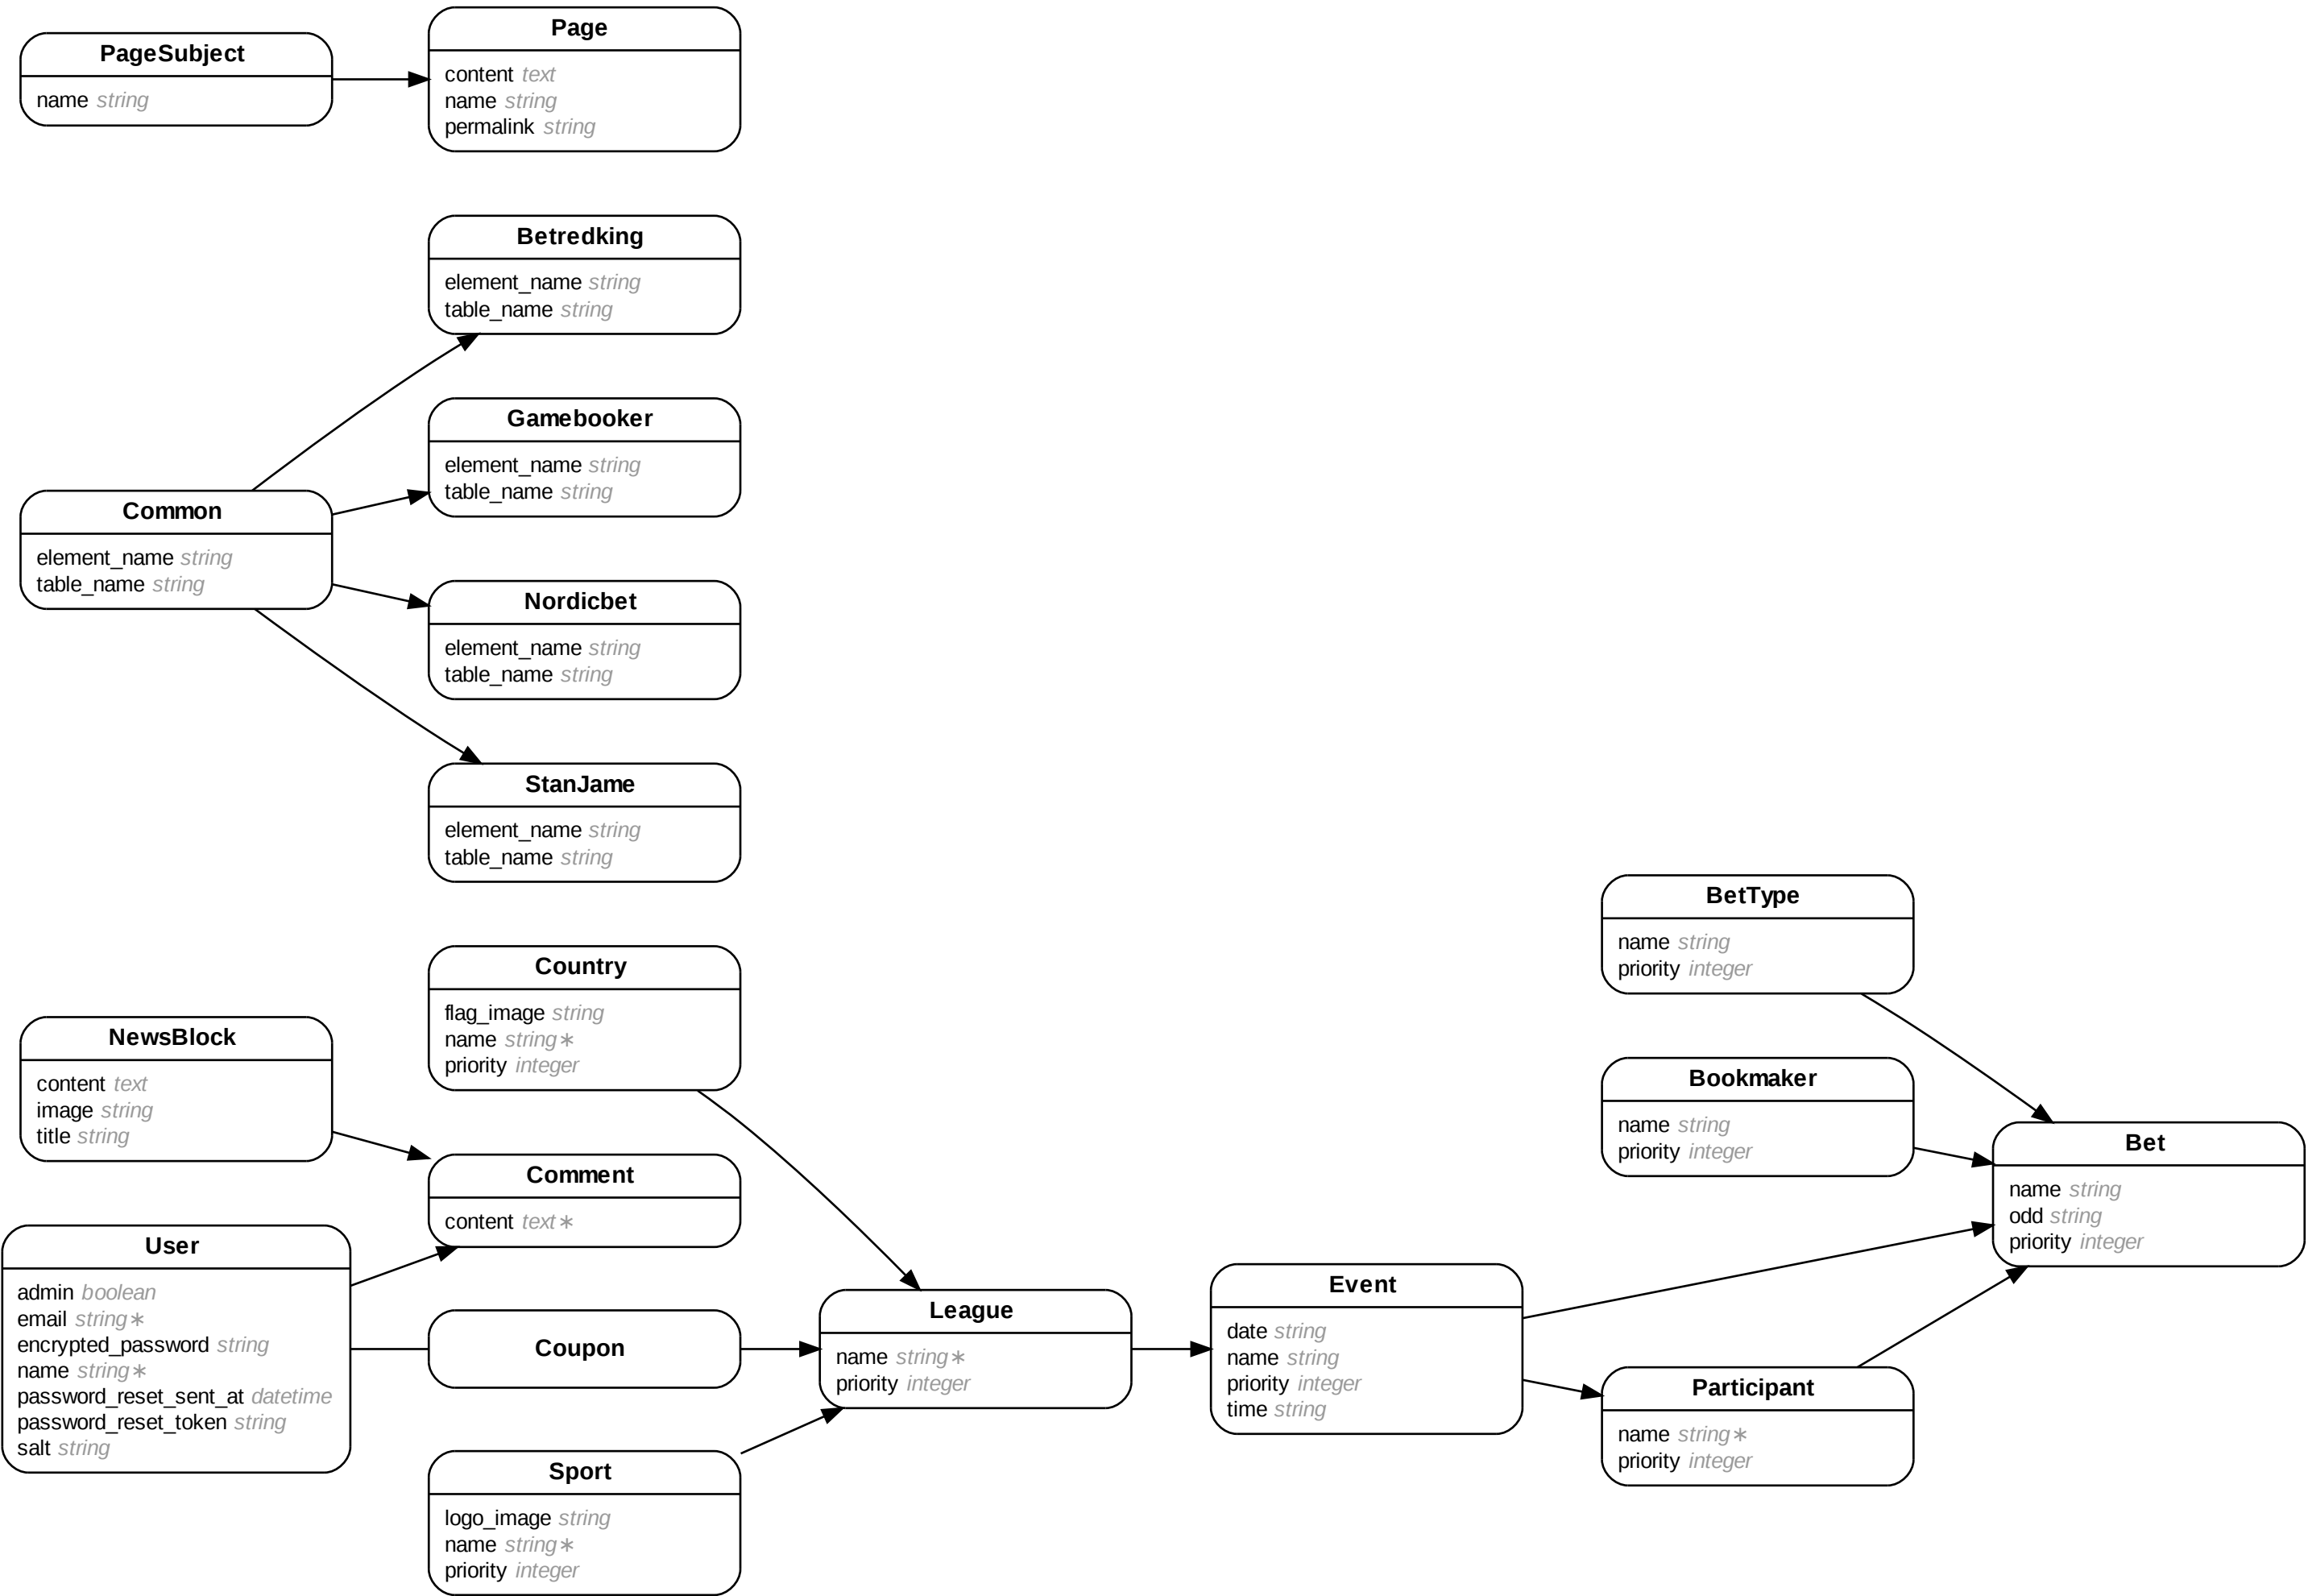 PageSubject
name string
Page
content text
name string
permalink string
Betredking
element_name string
table_name string
Gamebooker
element_name string
table_name string
Common
element_name string
table_name string
Nordicbet
element_name string
table_name string
StanJame
element_name string
table_name string
Country
flag_image string
name string∗
priority integer
NewsBlock
content text
image string
title string
Comment
content text∗
User
admin boolean
email string∗
encrypted_password string
name string∗
password_reset_sent_at datetime
password_reset_token string
salt string
Coupon
Sport
logo_image string
name string∗
priority integer
League
name string∗
priority integer
Event
date string
name string
priority integer
time string
BetType
name string
priority integer
Bookmaker
name string
priority integer
Participant
name string∗
priority integer
Bet
name string
odd string
priority integer